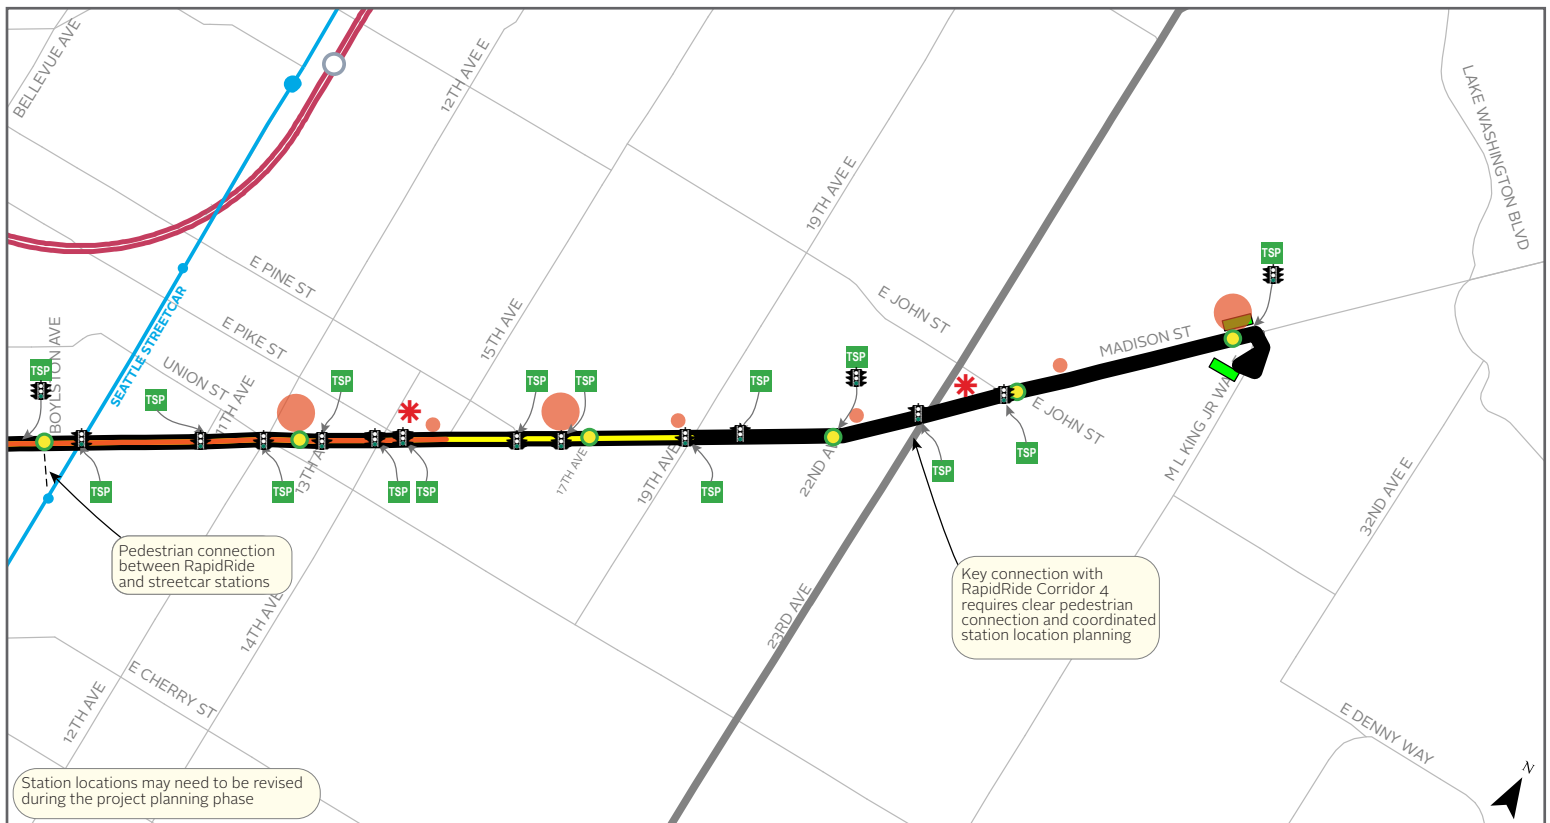 BELLEVUE AVE
12TH AVE E
LAKE WASHINGTON BLVD
19TH AVE E
TSP
E PINE ST
E JOHN ST
SEATTLE STREETCAR
15TH AVE
E PIKE ST
BOYLSTON AVE
MADISON ST
TSP
TSP
UNION ST
TSP
TSP
TSP
TSP
TSP
11TH AVE
E JOHN ST
M L KING JR WA
TSP
TSP
TSP
TSP
TSP
TSP
TSP
TSP
13TH A
17TH AVE
19TH AVE
22ND A
32ND AVE E
Pedestrian connection
between RapidRide
and streetcar stations
Key connection with
RapidRide Corridor 4
requires clear pedestrian
connection and coordinated
station location planning
14TH AVE
23RD AVE
E CHERRY ST
12TH AVE
E DENNY WAY
Station locations may need to be revised
during the project planning phase
N